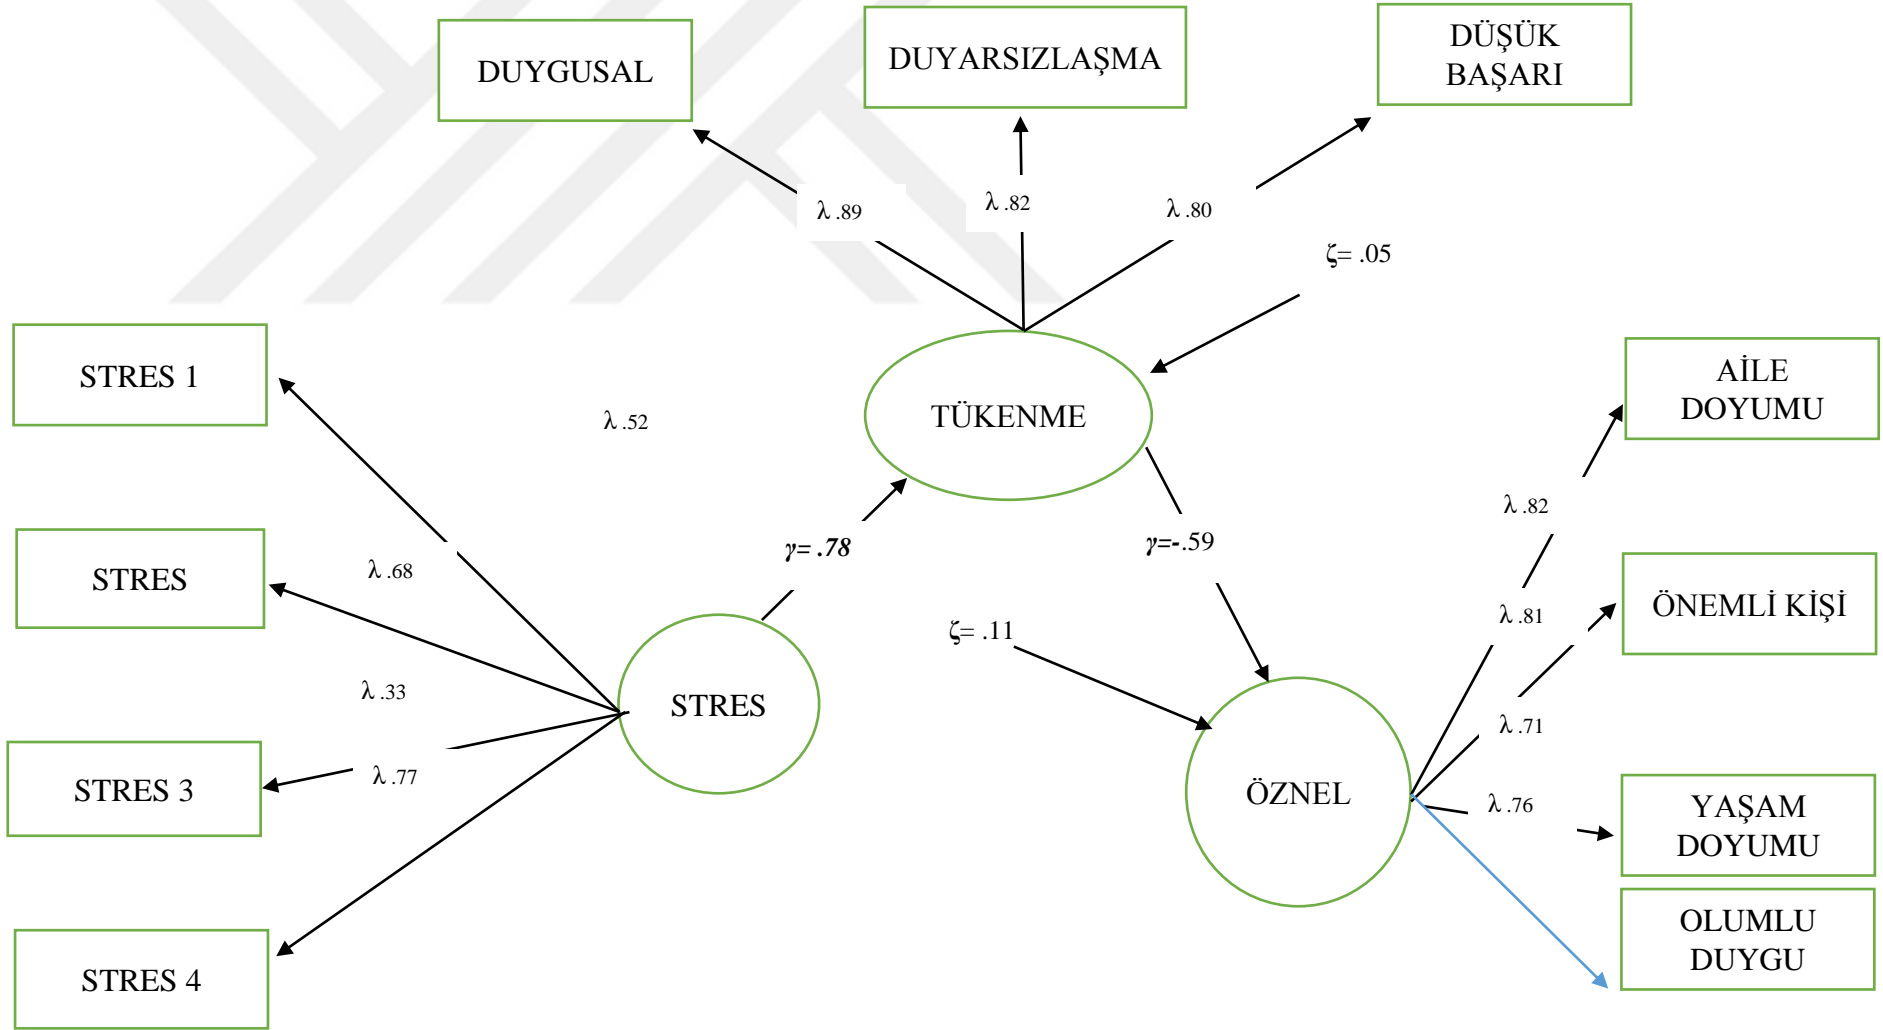 DUYGUSAL
DUYARSIZLAŞMA
DÜŞÜK
BAŞARI
λ .89
λ .82
λ .80
ζ= .05
STRES 1
λ .52
TÜKENME
AİLE
DOYUMU
λ .82
STRES
λ .68
γ= .78
γ=-.59
ÖNEMLİ KİŞİ
λ .81
ζ= .11
λ .33
STRES
λ .71
STRES 3
λ .77
ÖZNEL
λ .76
YAŞAM
DOYUMU
OLUMLU
DUYGU
STRES 4